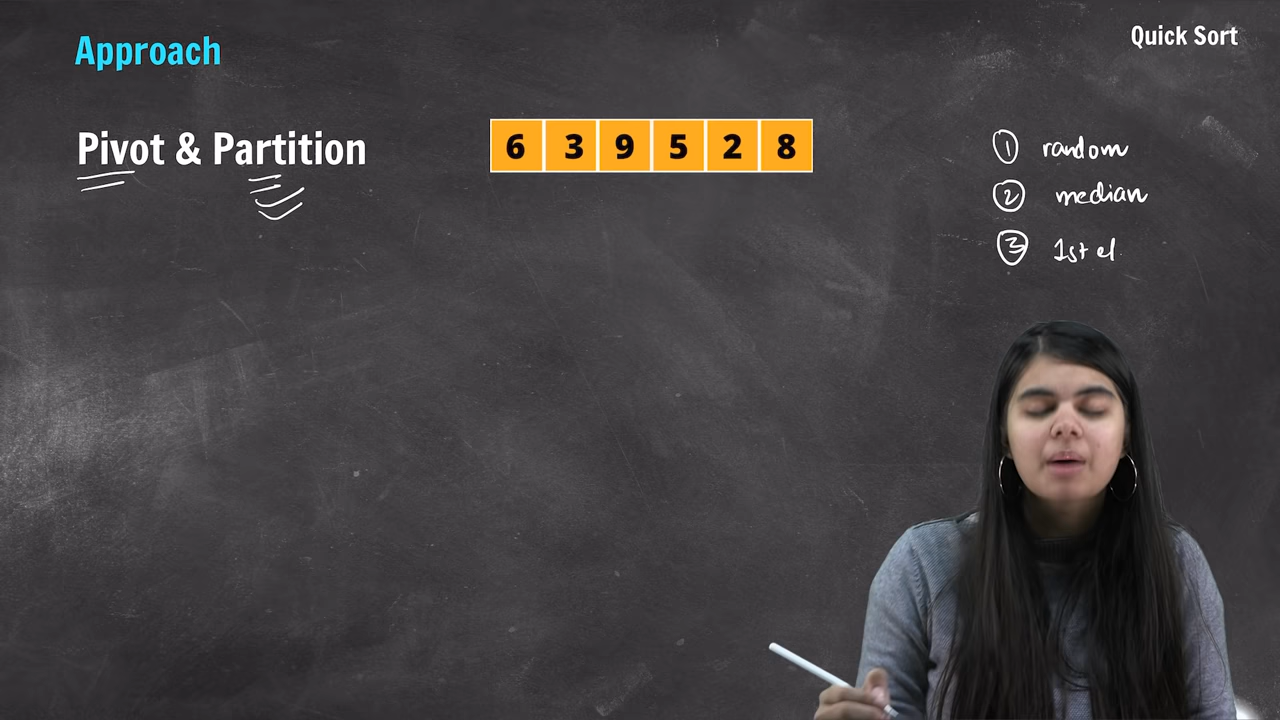 Approach
Quick Sort
Pivot & Partition
6 3 9 5 2 8
1 random
2 median
3 1st el